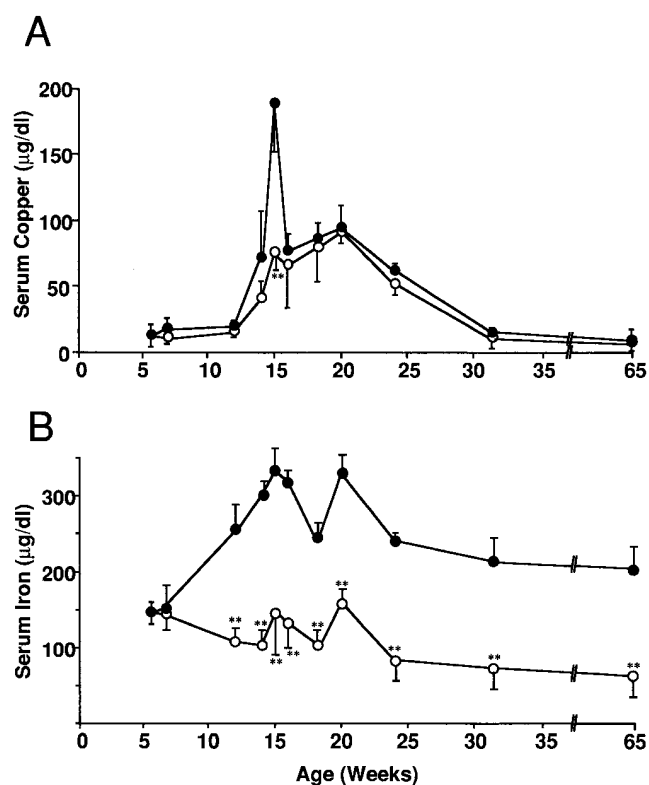 A
Serum Copper (µg/dl)
200
150
100
50
0
**
0 5 10 15 20 25 30 35 65
B
Serum Iron (µg/dl)
300
200
100
** ** ** ** ** ** ** ** **
0 5 10 15 20 25 30 35 65
Age (Weeks)